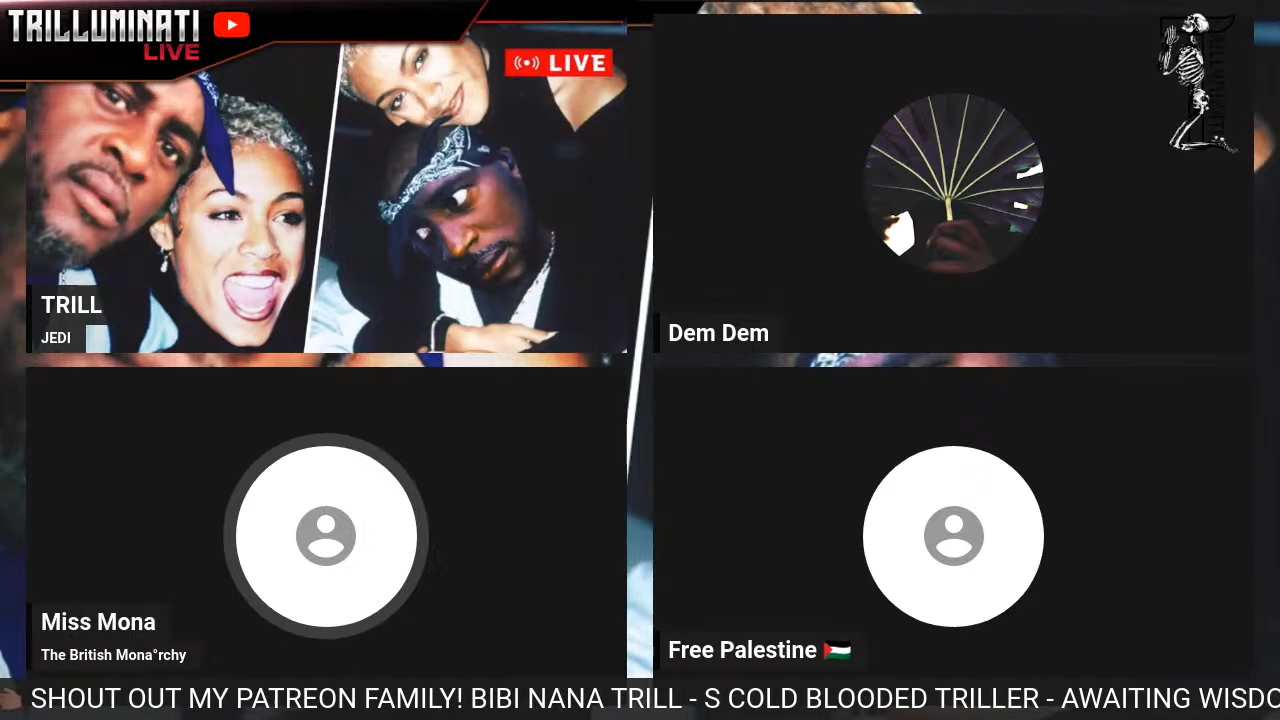 TRILLUMINATI
LIVE
LIVE
TRILL
JEDI
Dem Dem
Miss Mona
The British Mona°rchy
Free Palestine 🇵🇸
SHOUT OUT MY PATREON FAMILY! BIBI NANA TRILL - S COLD BLOODED TRILLER - AWAITING WISDO